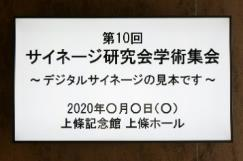 第10回
サイネージ研究会学術集会
～デジタルサイネージの見本です～
2020年〇月〇日(〇)
上條記念館 上條ホール